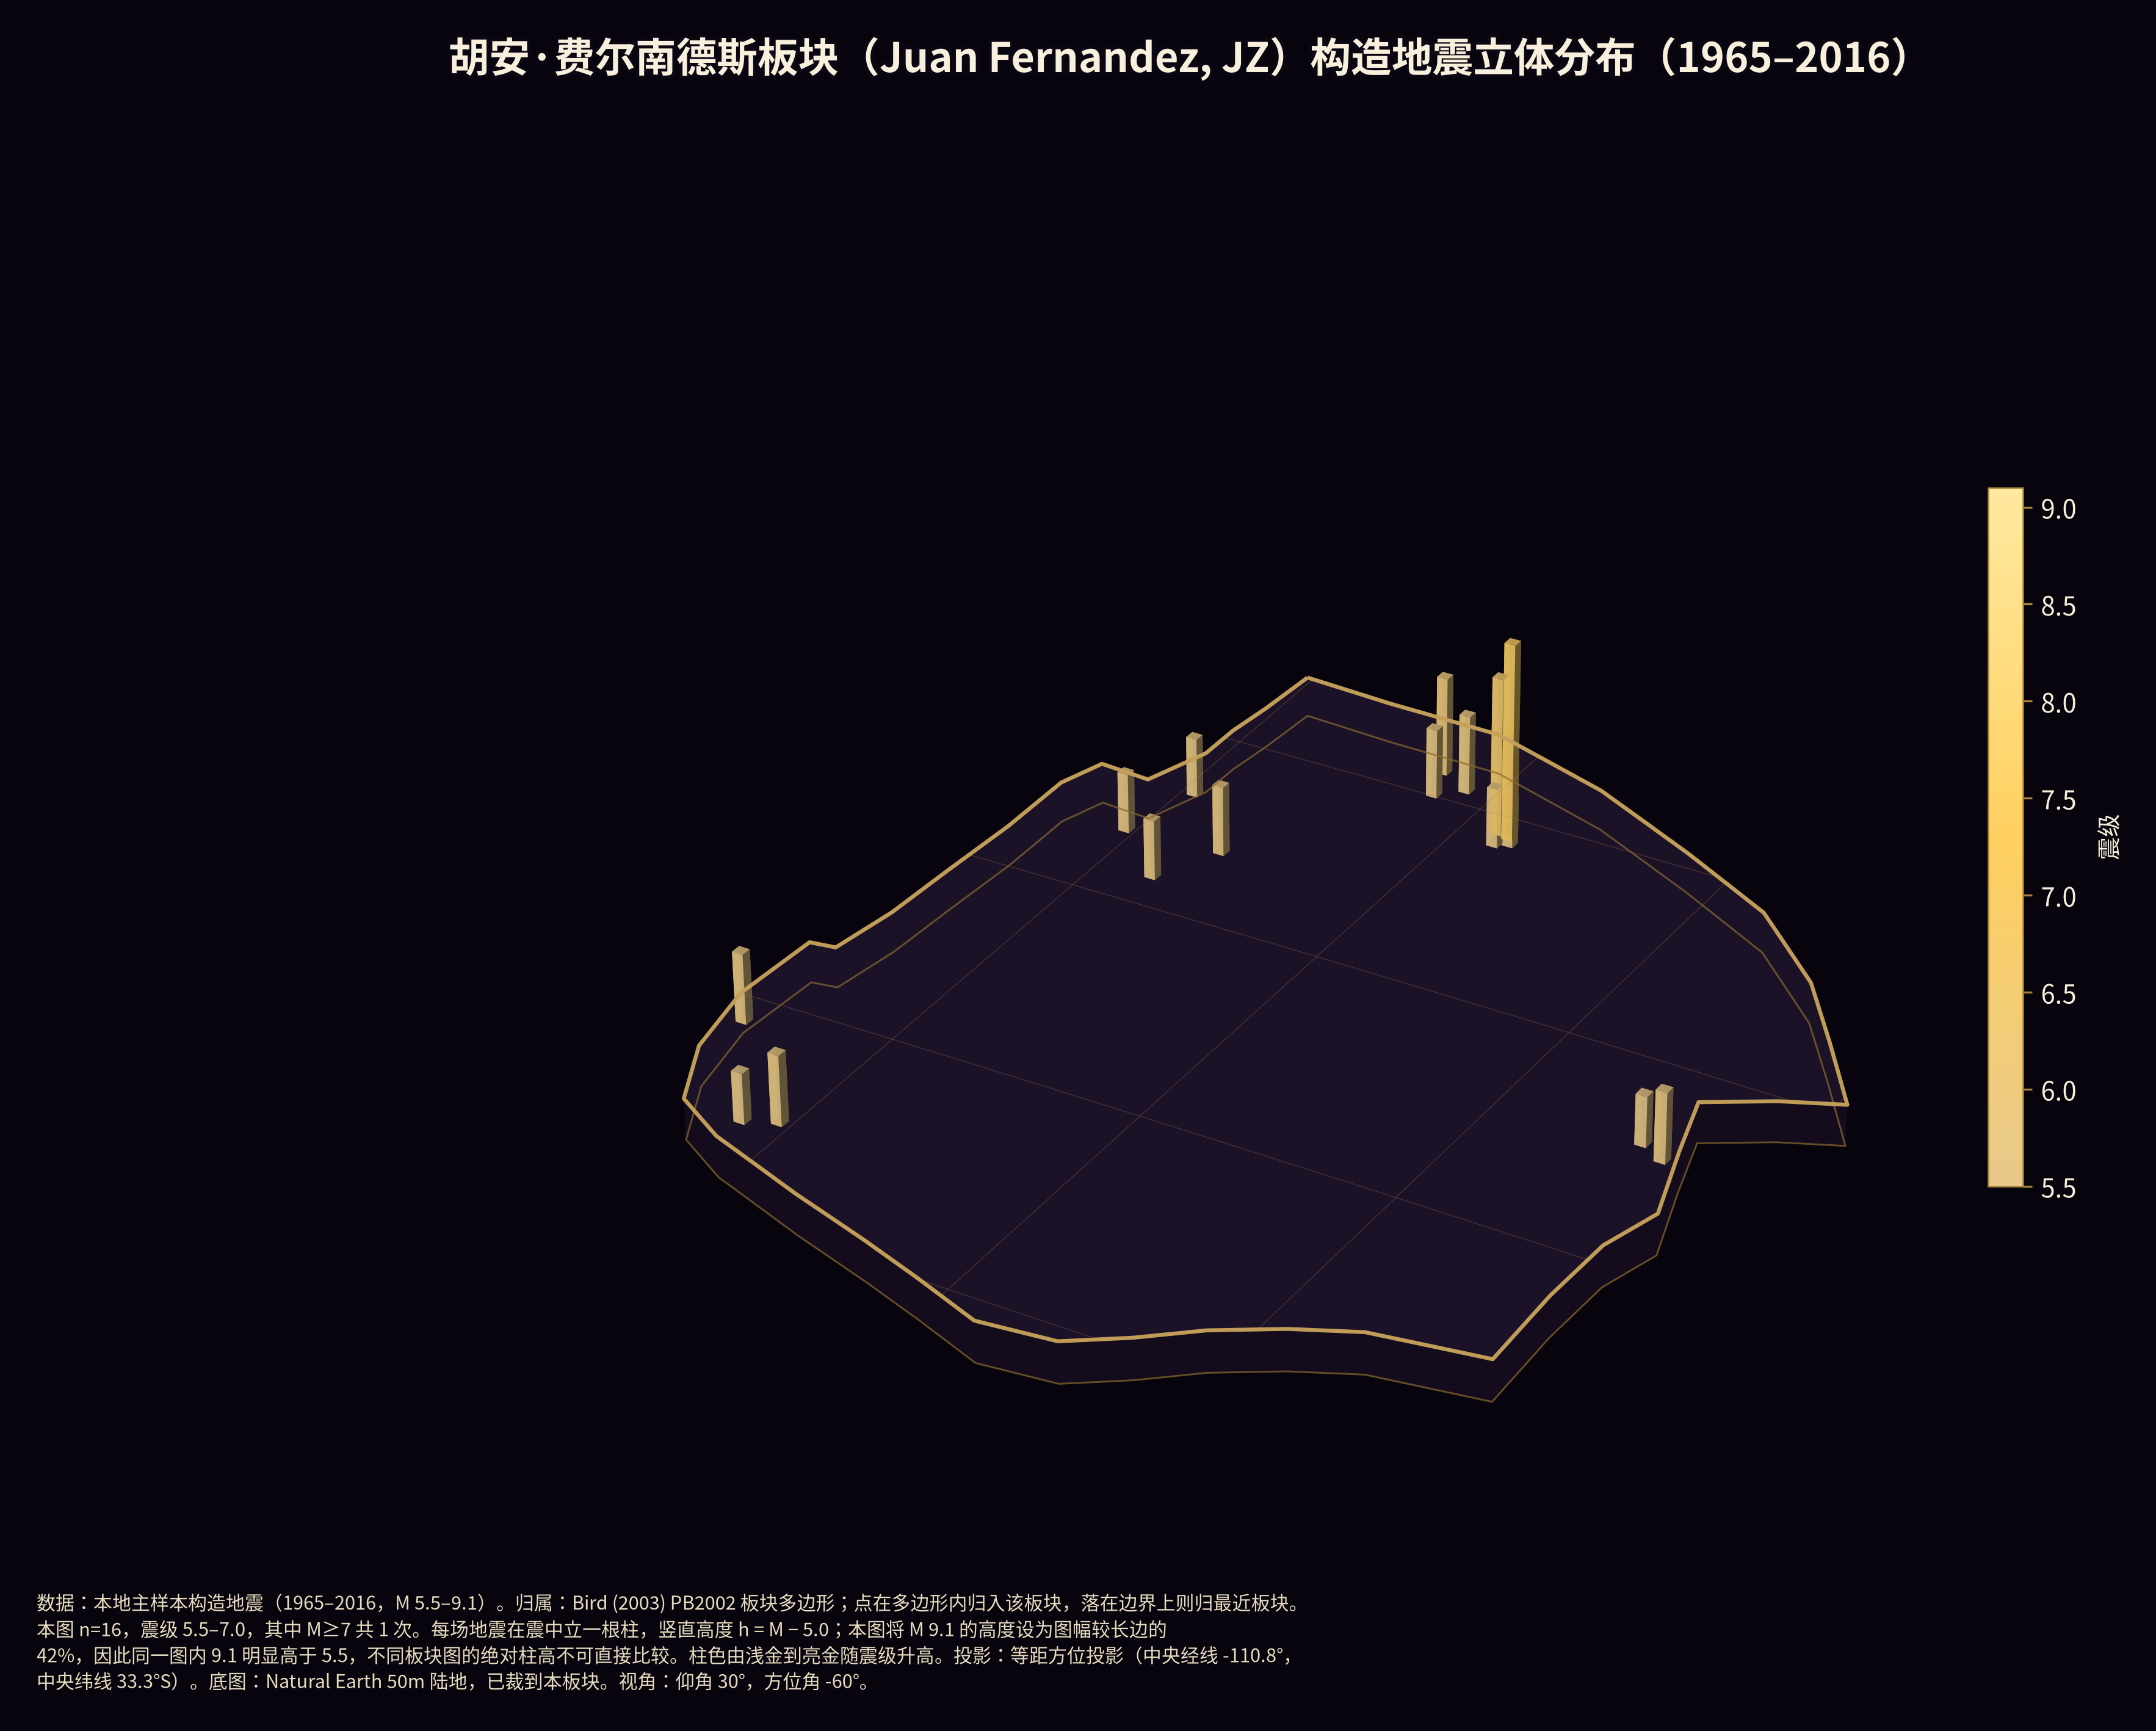 胡安·费尔南德斯板块（Juan Fernandez, JZ）构造地震立体分布（1965–2016）
9.0
8.5
8.0
7.5
7.0
6.5
6.0
5.5
震级
数据：本地主样本构造地震（1965–2016，M 5.5–9.1）。归属：Bird (2003) PB2002 板块多边形；点在多边形内归入该板块，落在边界上则归最近板块。
本图 n=16，震级 5.5–7.0，其中 M≥7 共 1 次。每场地震在震中立一根柱，竖直高度 h = M − 5.0；本图将 M 9.1 的高度设为图幅较长边的
42%，因此同一图内 9.1 明显高于 5.5，不同板块图的绝对柱高不可直接比较。柱色由浅金到亮金随震级升高。投影：等距方位投影（中央经线 -110.8°，
中央纬线 33.3°S）。底图：Natural Earth 50m 陆地，已裁到本板块。视角：仰角 30°，方位角 -60°。